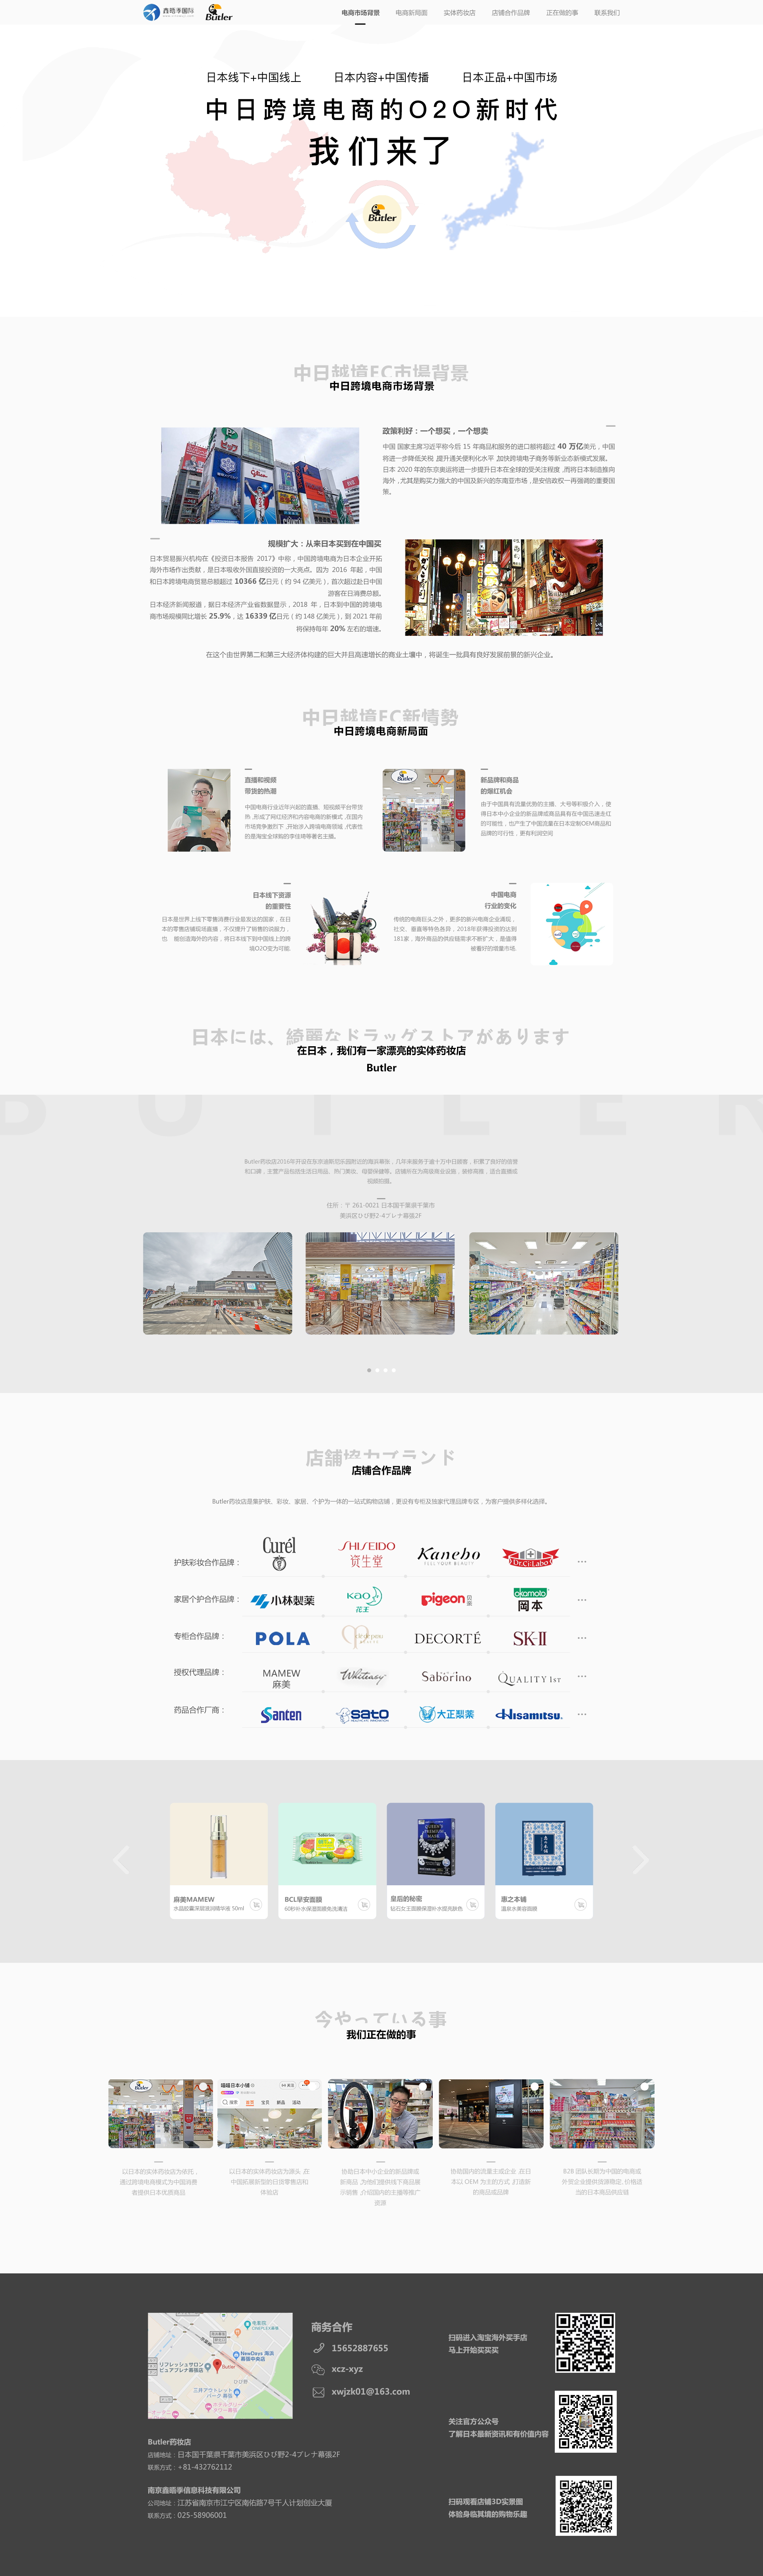 鑫皓季国际
Butler
电商市场背景 电商新局面 实体药妆店 店铺合作品牌 正在做的事 联系我们
日本线下+中国线上 日本内容+中国传播 日本正品+中国市场
中日跨境电商的O2O新时代
我们来了
Butler
中日越境EC市場背景
中日跨境电商市场背景
政策利好：一个想买，一个想卖
中国 国家主席习近平称今后 15 年商品和服务的进口额将超过 40 万亿美元，中国
将进一步降低关税 ,提升通关便利化水平 ,加快跨境电子商务等新业态新模式发展。
日本 2020 年的东京奥运将进一步提升日本在全球的受关注程度 ,而将日本制造推向
海外，尤其是购买力强大的中国及新兴的东南亚市场，是安倍政权一再强调的重要国
策。
规模扩大：从来日本买到在中国买
日本贸易振兴机构在《投资日本报告 2017》中称，中国跨境电商为日本企业开拓
海外市场作出贡献，是日本吸收外国直接投资的一大亮点。因为 2016 年起，中国
和日本跨境电商贸易总额超过 10366 亿日元（约 94 亿美元），首次超过赴日中国
游客在日消费总额。
日本经济新闻报道，据日本经济产业省数据显示，2018 年，日本到中国的跨境电
商市场规模同比增长 25.9%，达 16339 亿日元（约 148 亿美元），到 2021 年前
将保持每年 20% 左右的增速。
在这个由世界第二和第三大经济体构建的巨大并且高速增长的商业土壤中，将诞生一批具有良好发展前景的新兴企业。
中日越境EC新情勢
中日跨境电商新局面
直播和视频
带货的热潮
中国电商行业近年兴起的直播、短视频平台带货
热 ,形成了网红经济和内容电商的新模式 ,在国内
市场竞争激烈下 ,开始涉入跨境电商领域 ,代表性
的是淘宝全球购的李佳琦等著名主播。
Butler
新品牌和商品
的爆红机会
由于中国具有流量优势的主播、大号等积极介入，使
得日本中小企业的新品牌或商品具有在中国迅速走红
的可能性，也产生了中国流量在日本定制OEM商品和
品牌的可行性，更有利润空间
日本线下资源
的重要性
日本是世界上线下零售消费行业最发达的国家，在日
本的零售店铺现场直播，不仅提升了销售的说服力，
也 能创造海外的内容，将日本线下到中国线上的跨
境O2O变为可能.
中国电商
行业的变化
传统的电商巨头之外，更多的新兴电商企业涌现，
社交、垂直等特色各异，2018年获得投资的达到
181家，海外商品的供应链需求不断扩大，是值得
被看好的增量市场.
日本には、綺麗なドラッグストアがあります
在日本，我们有一家漂亮的实体药妆店
Butler
BUTLER
Butler药妆店2016年开设在东京迪斯尼乐园附近的海浜幕张，几年来服务于逾十万中日顾客，积累了良好的信誉
和口碑，主营产品包括生活日用品、热门美妆、母婴保健等。店铺所在为商业设施，装修高雅，适合直播或
视频拍摄。
住所：〒 261-0021 日本国千葉県千葉市
美浜区ひび野2-4プレナ幕張2F
店舗協力ブランド
店铺合作品牌
Butler药妆店是集护肤、彩妆、家居、个护为一体的一站式购物店铺，更设有专柜及独家代理品牌专区，为客户提供多样化选择。
护肤彩妆合作品牌： Curél SHISEIDO 资生堂 Kanebo FEEL YOUR BEAUTY Dr.Ci:Labo ...
家居个护合作品牌： 小林製薬 KAO 花王 Pigeon 贝亲 okamoto 岡本 ...
专柜合作品牌： POLA clé de peau BEAUTÉ DECORTÉ SK-II ...
授权代理品牌： MAMEW 麻美 Whiteney Saborino QUALITY 1ST ...
药品合作厂商： Santen sato 大正製薬 Hisamitsu. ...
麻美MAMEW
水晶胶囊深层滋润精华液 50ml
BCL早安面膜
60秒补水保湿面膜免洗清洁
QUEEN'S PREMIUM MASK
皇后的秘密
钻石女王面膜保湿补水提亮肤色
惠之本铺
温泉水美容面膜
今やっている事
我们正在做的事
Butler
喵喵日本小铺
以日本的实体药妆店为依托，
通过跨境电商模式为中国消费
者提供日本优质商品
以日本的实体药妆店为源头 ,在
中国拓展新型的日货零售店和
体验店
协助日本中小企业的新品牌或
新商品 ,为他们提供线下商品展
示销售 ,介绍国内的主播等推广
资源
协助国内的流量主或企业 ,在日
本以 OEM 为主的方式 ,打造新
的商品或品牌
B2B 团队长期为中国的电商或
外贸企业提供货源稳定、价格适
当的日本商品供应链
商务合作
15652887655
xcz-xyz
xwjzk01@163.com
扫码进入淘宝海外买手店
马上开始买买买
关注官方公众号
了解日本最新资讯和有价值内容
扫码观看店铺3D实景图
体验身临其境的购物乐趣
Butler药妆店
店铺地址：日本国千葉県千葉市美浜区ひび野2-4プレナ幕張2F
联系方式：+81-432762112
南京鑫皓季信息科技有限公司
公司地址：江苏省南京市江宁区南佑路7号千人计划创业大厦
联系方式：025-58906001